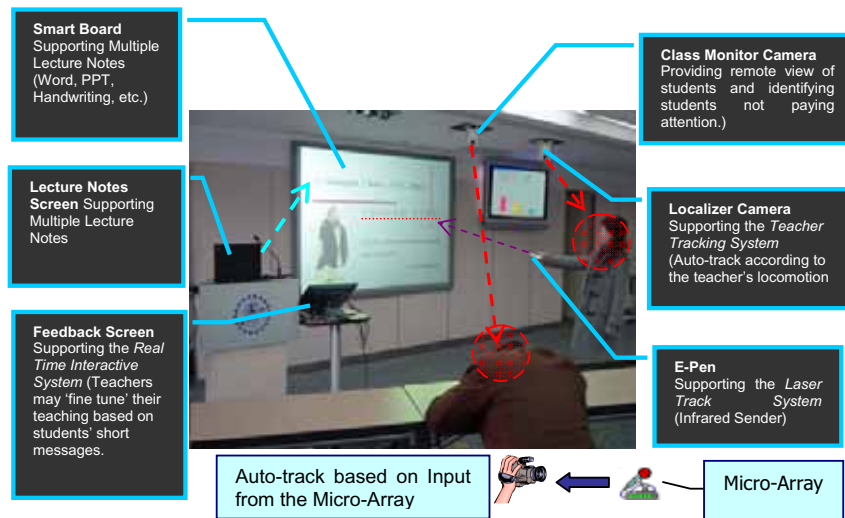 Smart Board
Supporting Multiple
Lecture Notes
(Word, PPT,
Handwriting, etc.)
Lecture Notes
Screen Supporting
Multiple Lecture
Notes
Feedback Screen
Supporting the Real
Time Interactive
System (Teachers
may 'fine tune' their
teaching based on
students' short
messages.
Class Monitor Camera
Providing remote view of
students and identifying
students not paying
attention.)
Localizer Camera
Supporting the Teacher
Tracking System
(Auto-track according to
the teacher's locomotion
E-Pen
Supporting the Laser
Track System
(Infrared Sender)
Auto-track based on Input
from the Micro-Array
Micro-Array